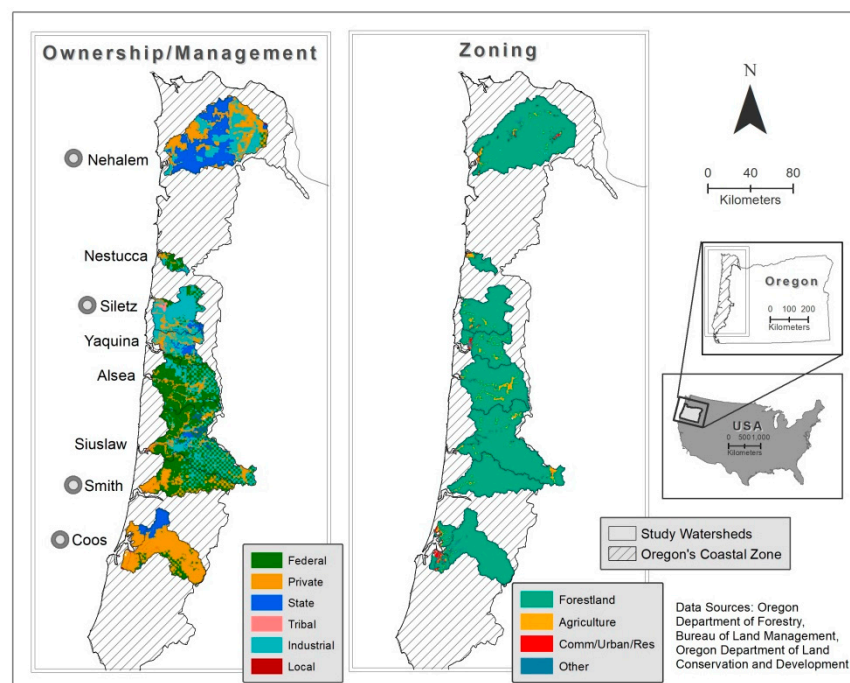 Ownership/Management
Zoning
N
Nehalem
0 40 80
Kilometers
Nestucca
Siletz
Yaquina
Alsea
Siuslaw
Smith
Coos
Oregon
0 100 200
Kilometers
USA
0 5001,000
Kilometers
Study Watersheds
Oregon's Coastal Zone
Federal
Private
State
Tribal
Industrial
Local
Forestland
Agriculture
Comm/Urban/Res
Other
Data Sources: Oregon
Department of Forestry,
Bureau of Land Management,
Oregon Department of Land
Conservation and Development